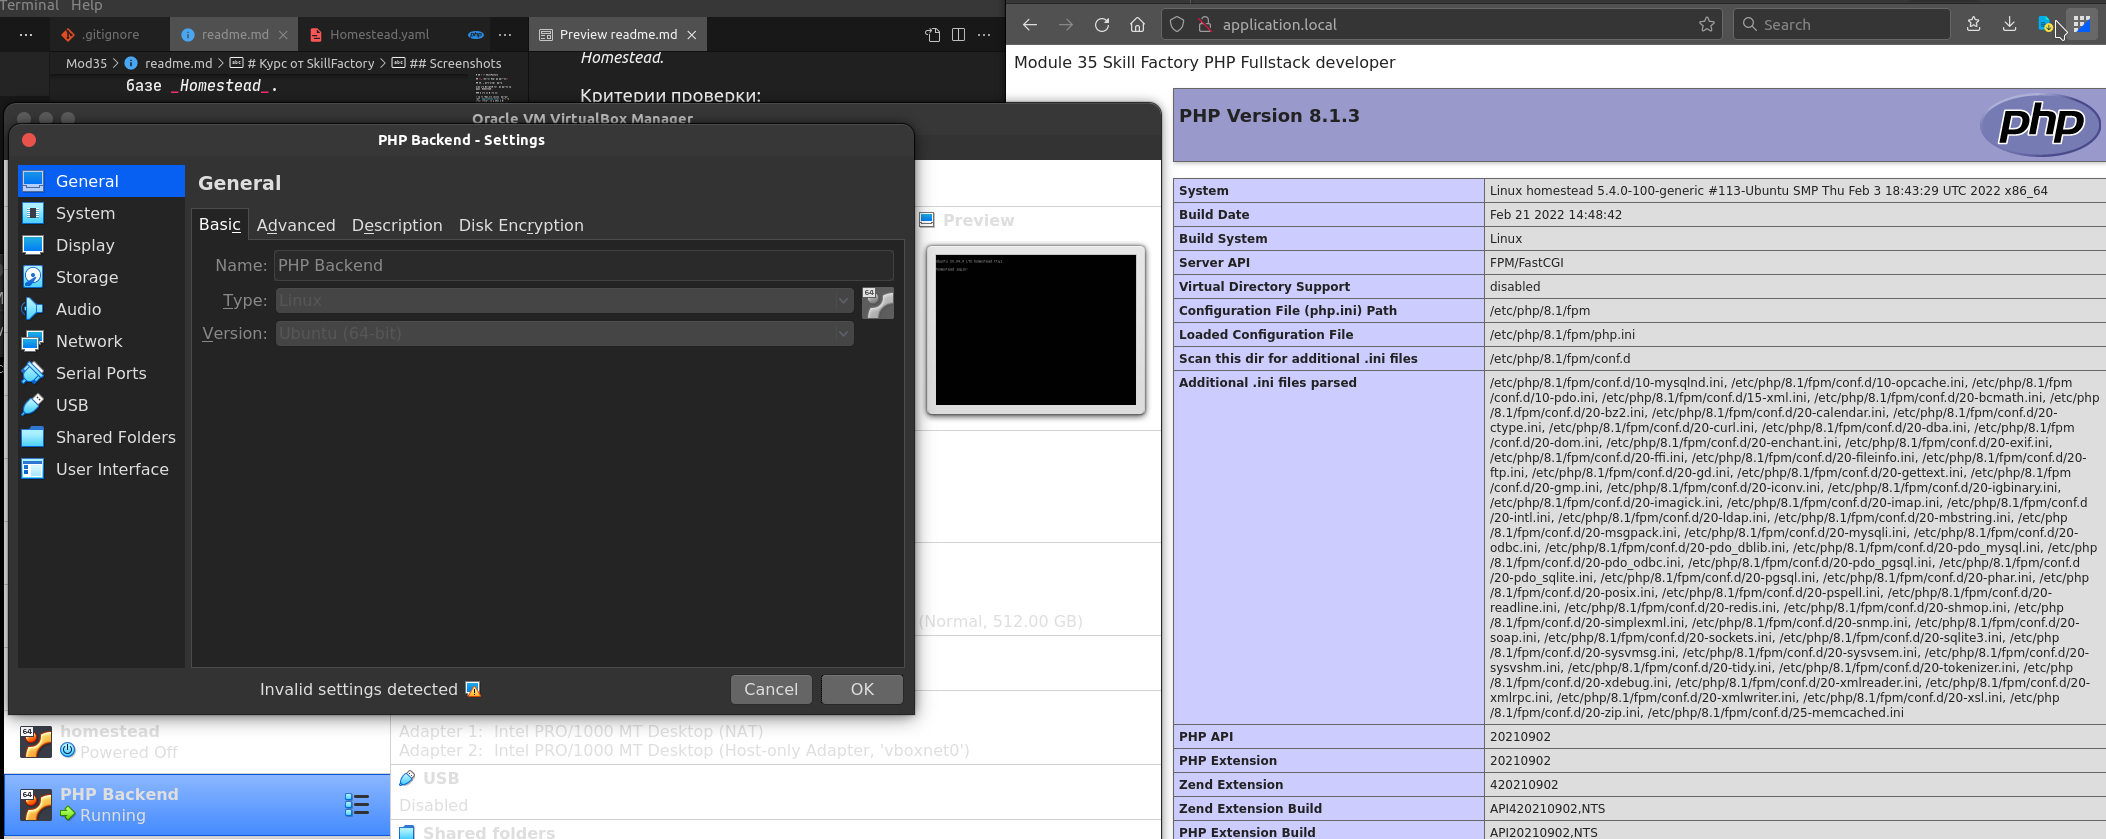 Terminal Help
.gitignore
readme.md
Homestead.yaml
Preview readme.md
Mod35 > readme.md > # Курс от SkillFactory > ## Screenshots
базе _Homestead_.
Homestead.
Критерии проверки:
application.local
Search
Module 35 Skill Factory PHP Fullstack developer
Oracle VM VirtualBox Manager
PHP Backend - Settings
General
System
Display
Storage
Audio
Network
Serial Ports
USB
Shared Folders
User Interface
General
Basic Advanced Description Disk Encryption
Name: PHP Backend
Type: Linux
Version: Ubuntu (64-bit)
64
Invalid settings detected
Cancel OK
Preview
(Normal, 512.00 GB)
64
homestead
Powered Off
64
PHP Backend
Running
Adapter 1: Intel PRO/1000 MT Desktop (NAT)
Adapter 2: Intel PRO/1000 MT Desktop (Host-only Adapter, 'vboxnet0')
USB
Disabled
Shared folders
PHP Version 8.1.3
php
System Linux homestead 5.4.0-100-generic #113-Ubuntu SMP Thu Feb 3 18:43:29 UTC 2022 x86_64
Build Date Feb 21 2022 14:48:42
Build System Linux
Server API FPM/FastCGI
Virtual Directory Support disabled
Configuration File (php.ini) Path /etc/php/8.1/fpm
Loaded Configuration File /etc/php/8.1/fpm/php.ini
Scan this dir for additional .ini files /etc/php/8.1/fpm/conf.d
Additional .ini files parsed /etc/php/8.1/fpm/conf.d/10-mysqlnd.ini, /etc/php/8.1/fpm/conf.d/10-opcache.ini, /etc/php/8.1/fpm
/conf.d/10-pdo.ini, /etc/php/8.1/fpm/conf.d/15-xml.ini, /etc/php/8.1/fpm/conf.d/20-bcmath.ini, /etc/php
/8.1/fpm/conf.d/20-bz2.ini, /etc/php/8.1/fpm/conf.d/20-calendar.ini, /etc/php/8.1/fpm/conf.d/20-
ctype.ini, /etc/php/8.1/fpm/conf.d/20-curl.ini, /etc/php/8.1/fpm/conf.d/20-dba.ini, /etc/php/8.1/fpm
/conf.d/20-dom.ini, /etc/php/8.1/fpm/conf.d/20-enchant.ini, /etc/php/8.1/fpm/conf.d/20-exif.ini,
/etc/php/8.1/fpm/conf.d/20-ffi.ini, /etc/php/8.1/fpm/conf.d/20-fileinfo.ini, /etc/php/8.1/fpm/conf.d/20-
ftp.ini, /etc/php/8.1/fpm/conf.d/20-gd.ini, /etc/php/8.1/fpm/conf.d/20-gettext.ini, /etc/php/8.1/fpm
/conf.d/20-gmp.ini, /etc/php/8.1/fpm/conf.d/20-iconv.ini, /etc/php/8.1/fpm/conf.d/20-igbinary.ini,
/etc/php/8.1/fpm/conf.d/20-imagick.ini, /etc/php/8.1/fpm/conf.d/20-imap.ini, /etc/php/8.1/fpm/conf.d
/20-intl.ini, /etc/php/8.1/fpm/conf.d/20-ldap.ini, /etc/php/8.1/fpm/conf.d/20-mbstring.ini, /etc/php
/8.1/fpm/conf.d/20-msgpack.ini, /etc/php/8.1/fpm/conf.d/20-mysqli.ini, /etc/php/8.1/fpm/conf.d/20-
odbc.ini, /etc/php/8.1/fpm/conf.d/20-pdo_dblib.ini, /etc/php/8.1/fpm/conf.d/20-pdo_mysql.ini, /etc/php
/8.1/fpm/conf.d/20-pdo_odbc.ini, /etc/php/8.1/fpm/conf.d/20-pdo_pgsql.ini, /etc/php/8.1/fpm/conf.d
/20-pdo_sqlite.ini, /etc/php/8.1/fpm/conf.d/20-pgsql.ini, /etc/php/8.1/fpm/conf.d/20-phar.ini, /etc/php
/8.1/fpm/conf.d/20-posix.ini, /etc/php/8.1/fpm/conf.d/20-pspell.ini, /etc/php/8.1/fpm/conf.d/20-
readline.ini, /etc/php/8.1/fpm/conf.d/20-redis.ini, /etc/php/8.1/fpm/conf.d/20-shmop.ini, /etc/php
/8.1/fpm/conf.d/20-simplexml.ini, /etc/php/8.1/fpm/conf.d/20-snmp.ini, /etc/php/8.1/fpm/conf.d/20-
soap.ini, /etc/php/8.1/fpm/conf.d/20-sockets.ini, /etc/php/8.1/fpm/conf.d/20-sqlite3.ini, /etc/php
/8.1/fpm/conf.d/20-sysvmsg.ini, /etc/php/8.1/fpm/conf.d/20-sysvsem.ini, /etc/php/8.1/fpm/conf.d/20-
sysvshm.ini, /etc/php/8.1/fpm/conf.d/20-tidy.ini, /etc/php/8.1/fpm/conf.d/20-tokenizer.ini, /etc/php
/8.1/fpm/conf.d/20-xdebug.ini, /etc/php/8.1/fpm/conf.d/20-xmlreader.ini, /etc/php/8.1/fpm/conf.d/20-
xmlrpc.ini, /etc/php/8.1/fpm/conf.d/20-xmlwriter.ini, /etc/php/8.1/fpm/conf.d/20-xsl.ini, /etc/php
/8.1/fpm/conf.d/20-zip.ini, /etc/php/8.1/fpm/conf.d/25-memcached.ini
PHP API 20210902
PHP Extension 20210902
Zend Extension 420210902
Zend Extension Build API420210902,NTS
PHP Extension Build API20210902,NTS